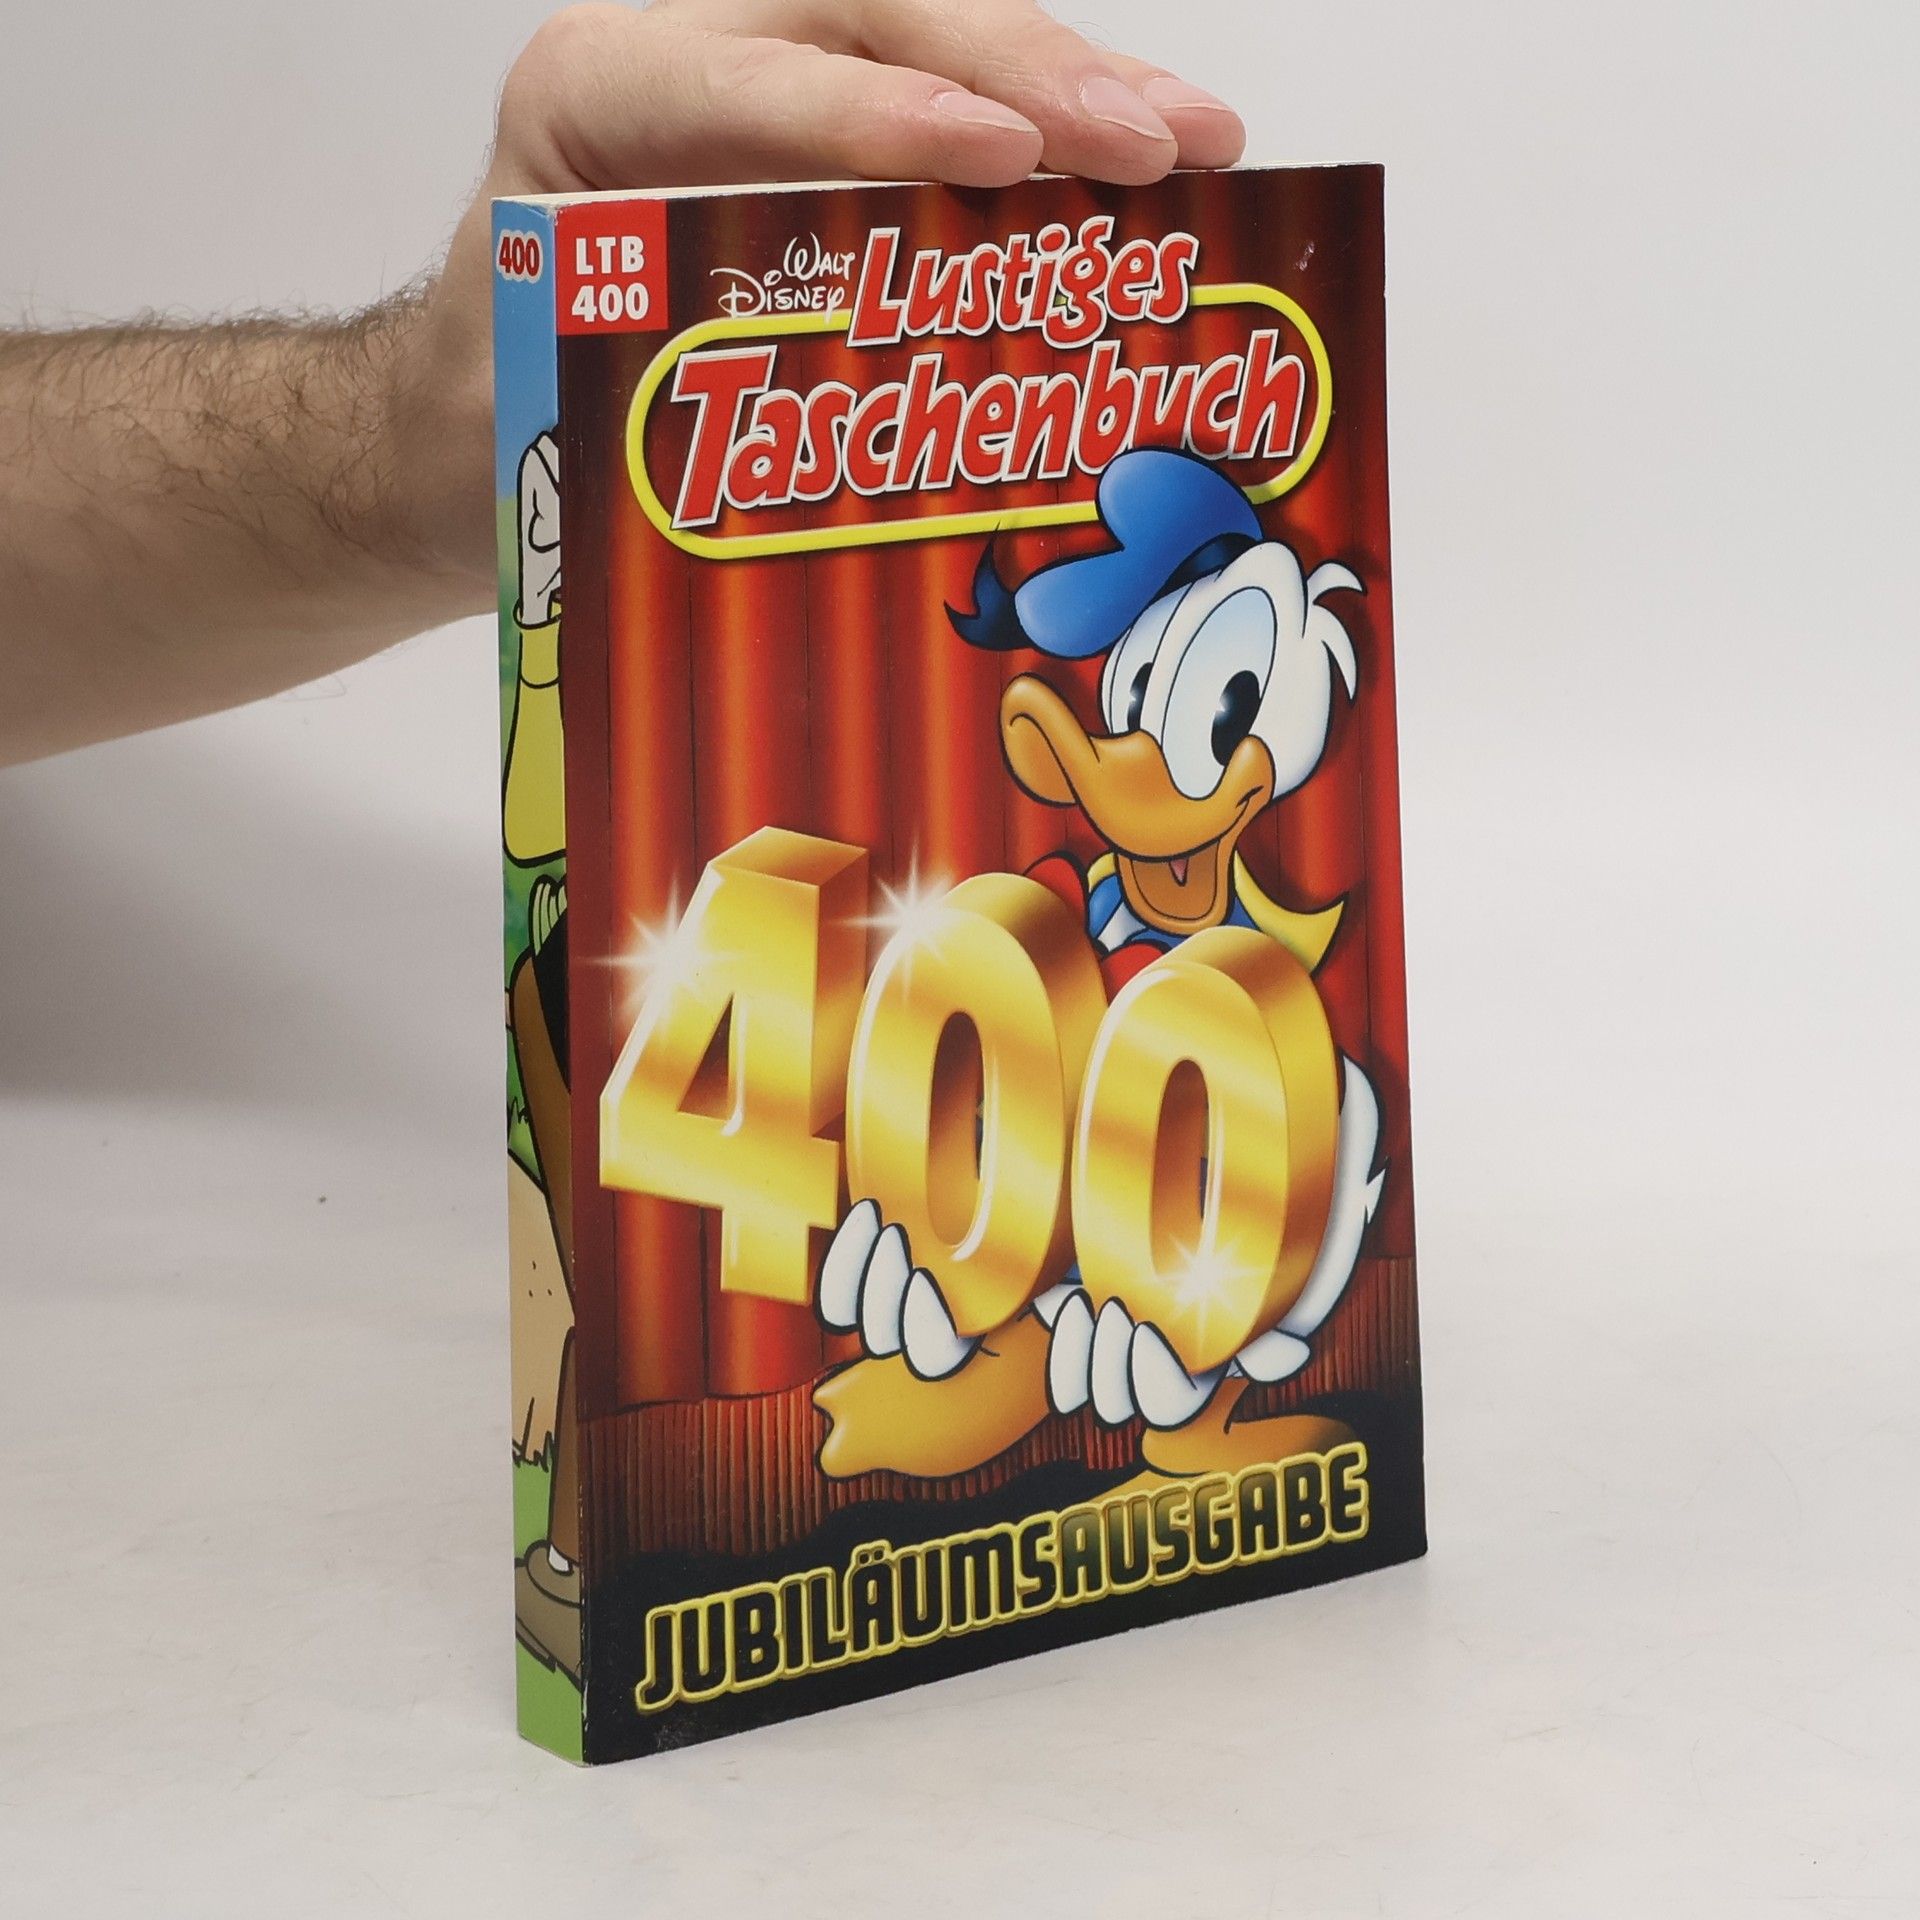 400
LTB
400
WALT
DISNEY
Lustiges
Taschenbuch
400
JUBILÄUMSAUSGABE